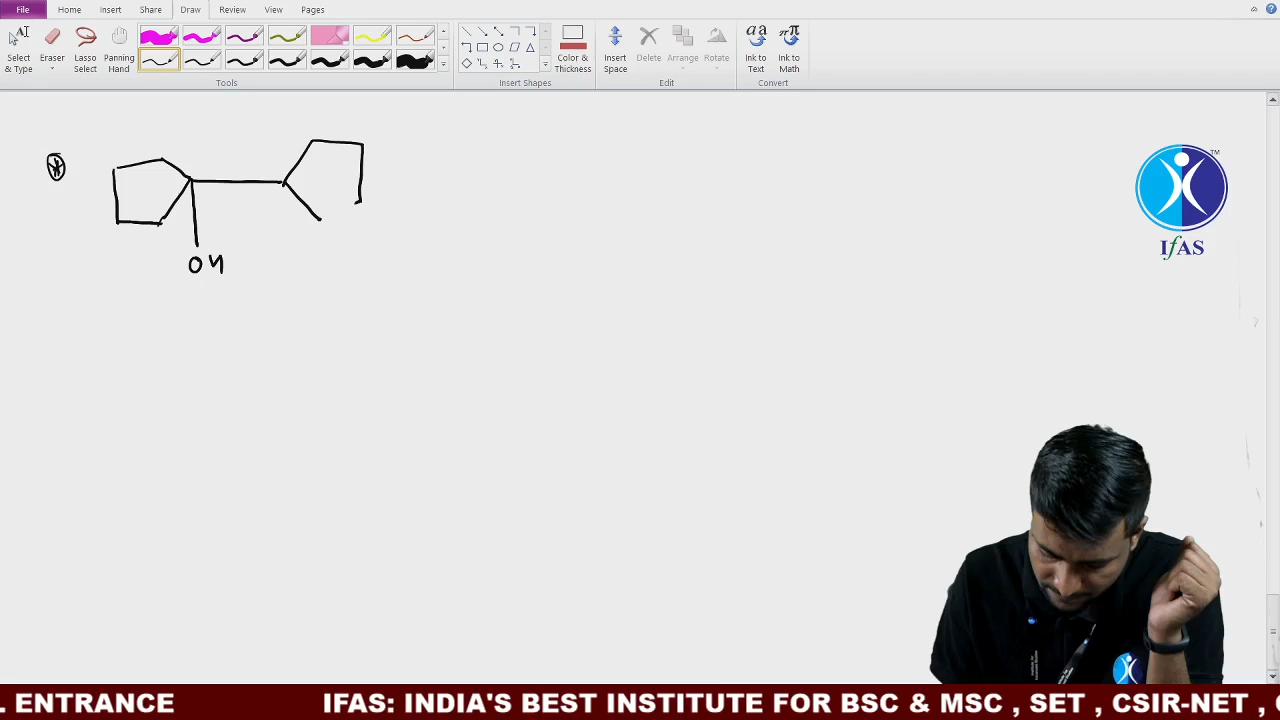 File Home Insert Share Draw Review View Pages
Select & Type
Eraser
Lasso Select
Panning Hand
Color & Thickness
Insert Space
Delete
Arrange
Rotate
Ink to Text
Ink to Math
Tools
Insert Shapes
Edit
Convert
OH
TM
IfAS
. ENTRANCE IFAS: INDIA'S BEST INSTITUTE FOR BSC & MSC , SET , CSIR-NET ,